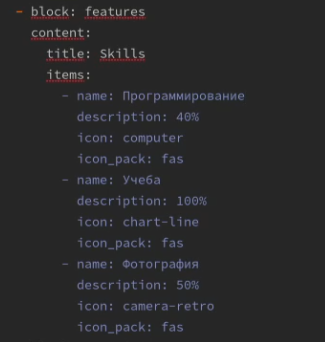 - block: features
content:
title: Skills
items:
- name: Программирование
description: 40%
icon: computer
icon_pack: fas
- name: Учеба
description: 100%
icon: chart-line
icon_pack: fas
- name: Фотография
description: 50%
icon: camera-retro
icon_pack: fas